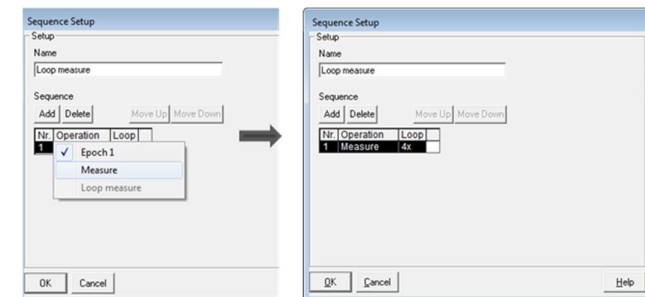 Sequence Setup
Setup
Name
Loop measure
Sequence
Add Delete Move Up Move Down
Nr. Operation Loop
1
Epoch 1
Measure
Loop measure
OK Cancel
Sequence Setup
Setup
Name
Loop measure
Sequence
Add Delete Move Up Move Down
Nr. Operation Loop
1 Measure 4x
OK Cancel Help